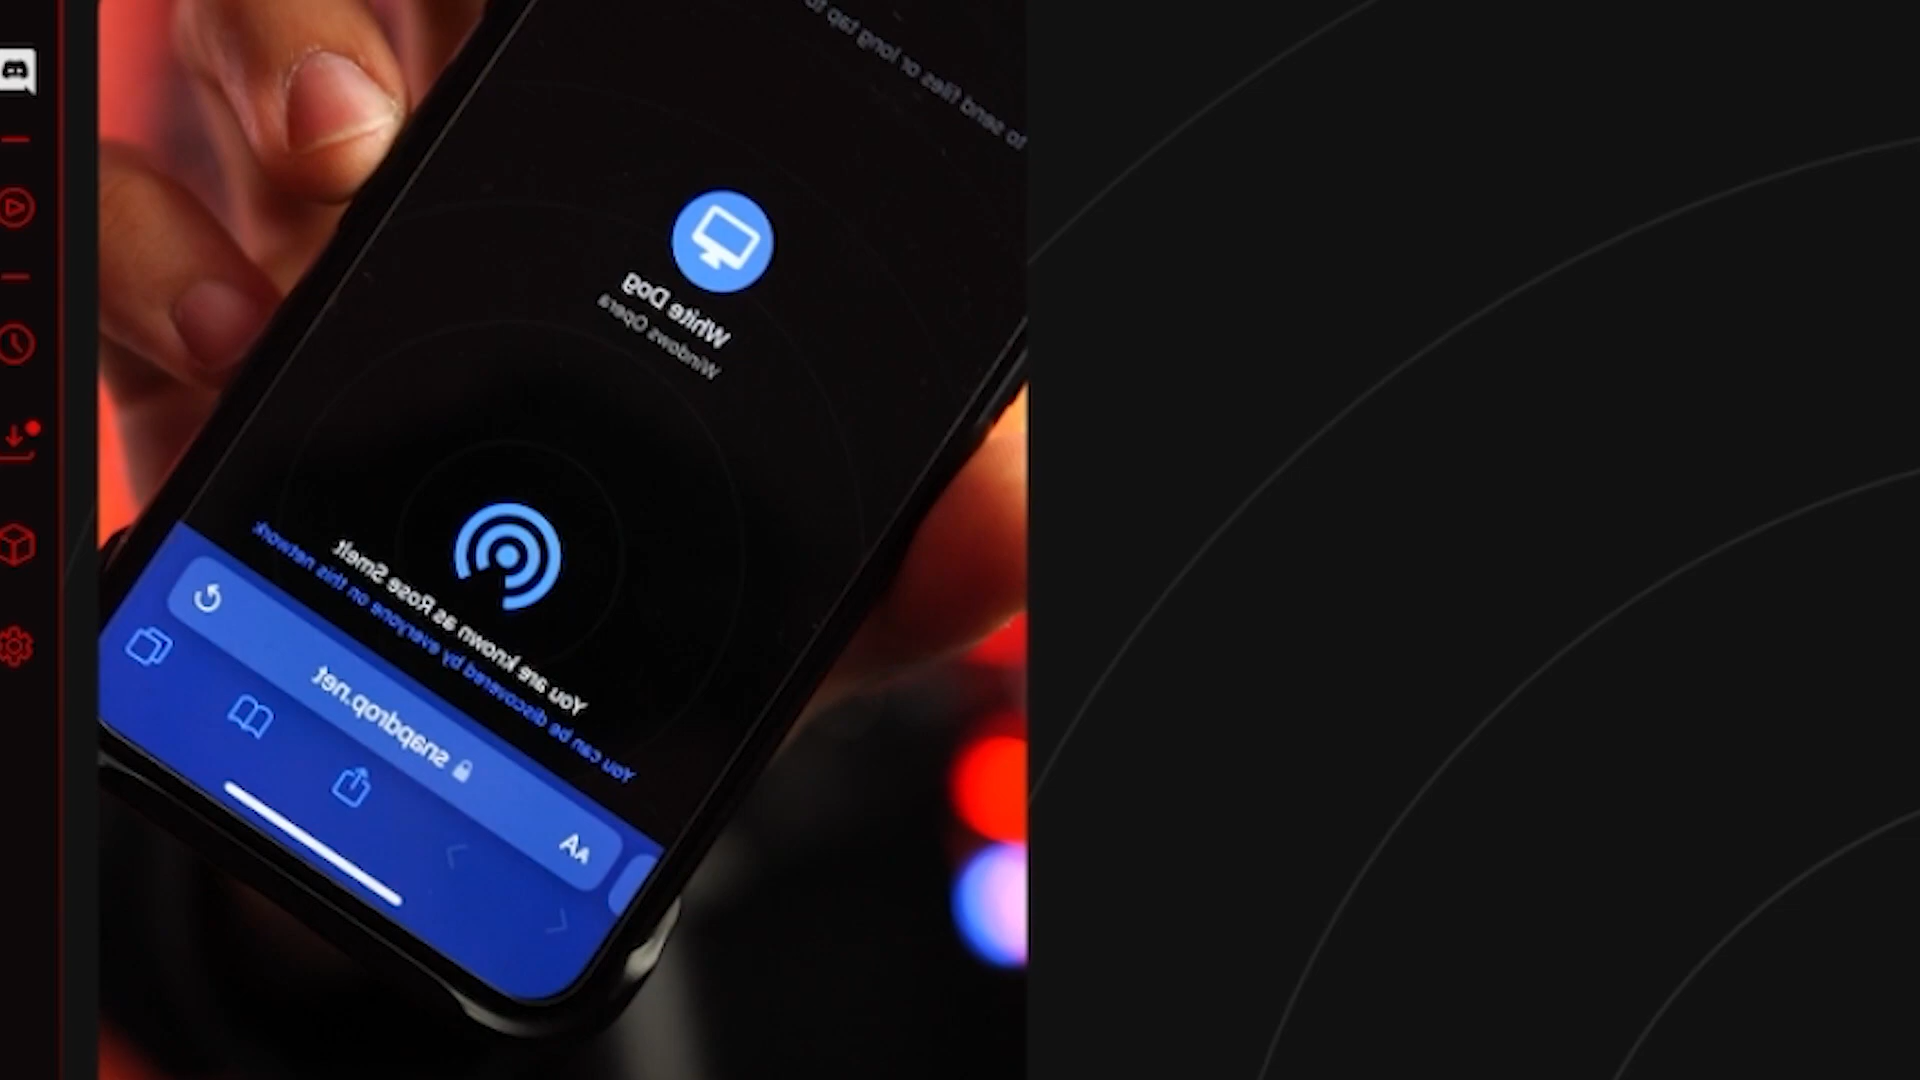 to send files or long tap to
White Dog
Windows Opera
You are known as Rose Smelt
You can be discovered by everyone on this network
snapdrop.net
AA